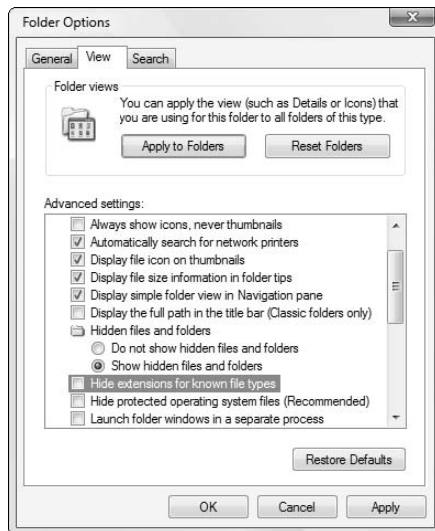 Folder Options
General View Search
Folder views
You can apply the view (such as Details or Icons) that
you are using for this folder to all folders of this type.
Apply to Folders Reset Folders
Advanced settings:
Always show icons, never thumbnails
Automatically search for network printers
Display file icon on thumbnails
Display file size information in folder tips
Display simple folder view in Navigation pane
Display the full path in the title bar (Classic folders only)
Hidden files and folders
Do not show hidden files and folders
Show hidden files and folders
Hide extensions for known file types
Hide protected operating system files (Recommended)
Launch folder windows in a separate process
Restore Defaults
OK Cancel Apply